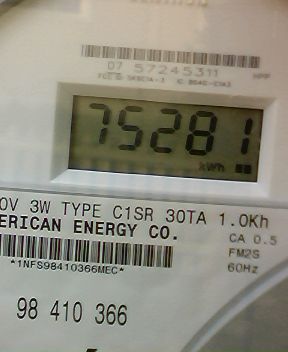 07 57245311
75281
kWh
0V 3W TYPE C1SR 30TA 1.0Kh
ERICAN ENERGY CO.
CA 0.5
FM2S
60Hz
*1NFS98410366MEC*
98 410 366